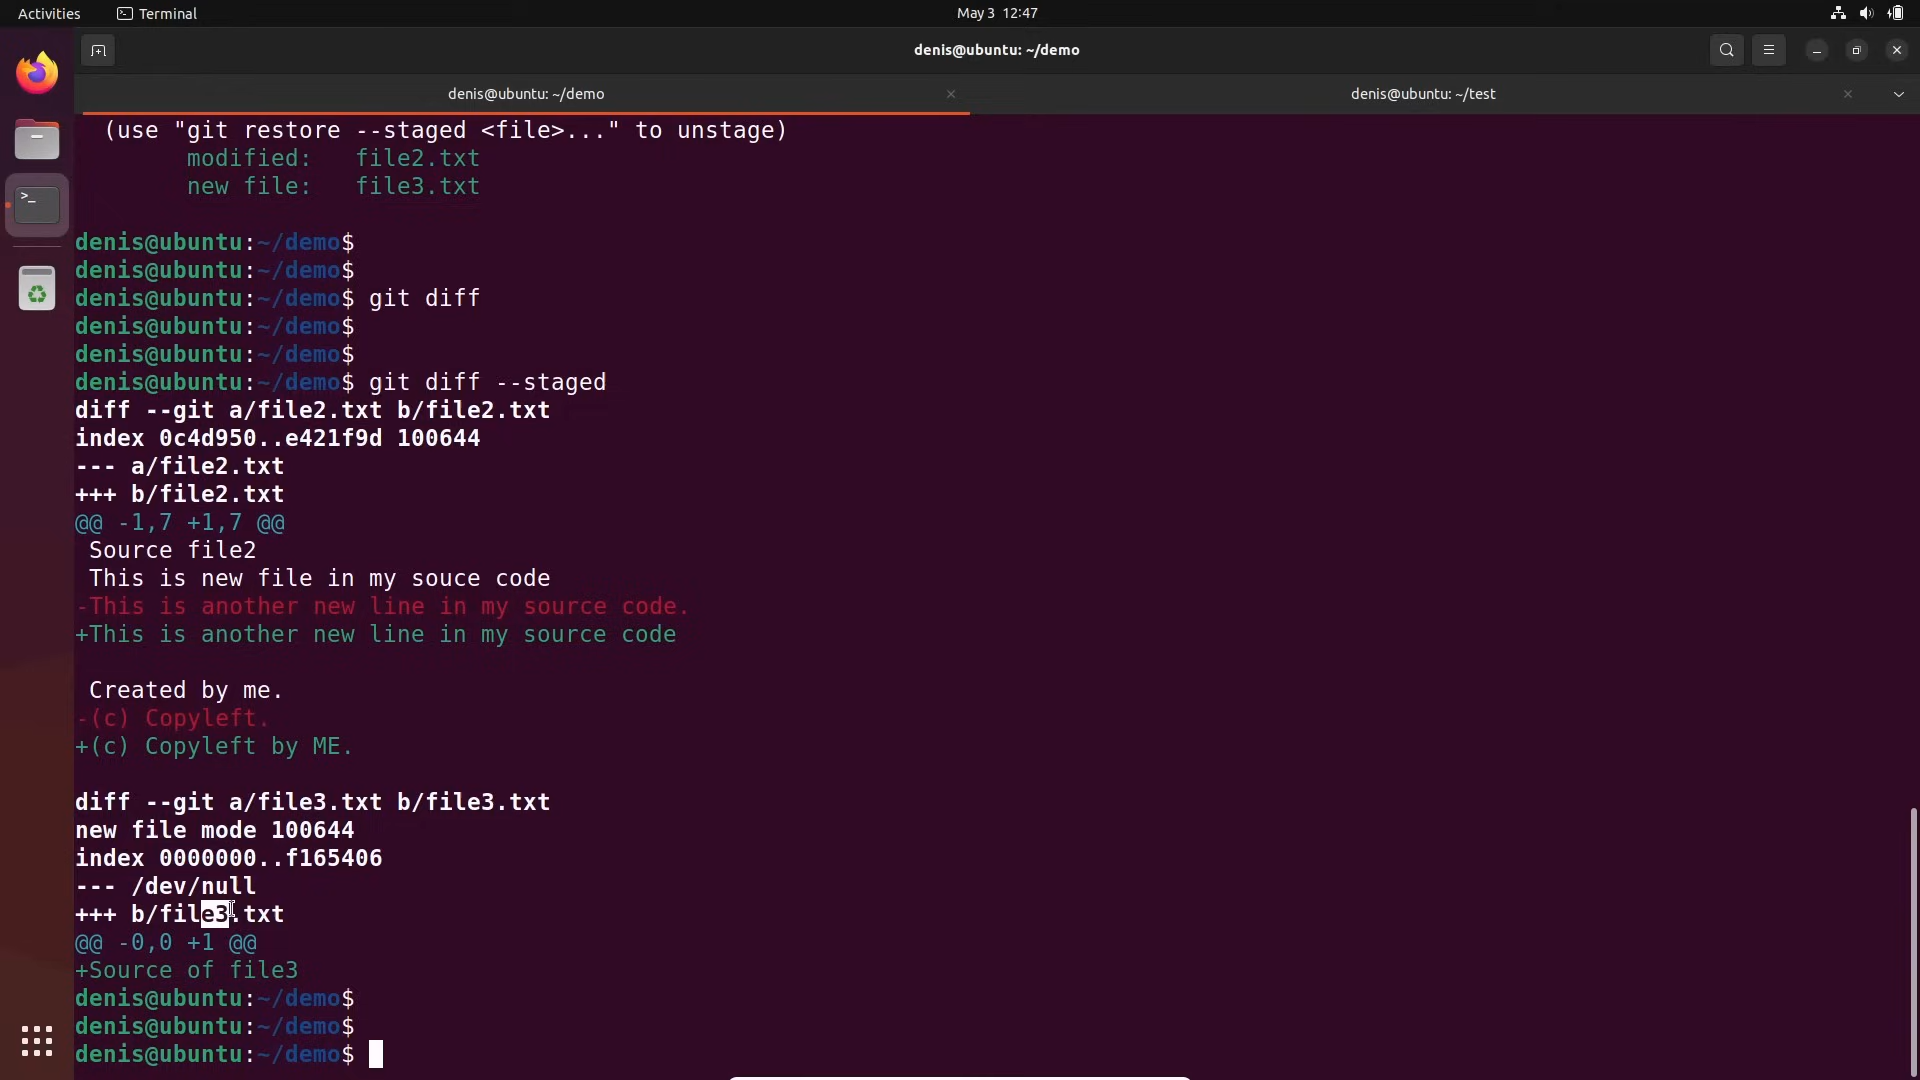 Activities
Terminal
May 3 12:47
denis@ubuntu: ~/demo
denis@ubuntu: ~/demo
denis@ubuntu: ~/test
(use "git restore --staged <file>..." to unstage)
modified:   file2.txt
new file:   file3.txt
denis@ubuntu:~/demo$
denis@ubuntu:~/demo$
denis@ubuntu:~/demo$ git diff
denis@ubuntu:~/demo$
denis@ubuntu:~/demo$
denis@ubuntu:~/demo$ git diff --staged
diff --git a/file2.txt b/file2.txt
index 0c4d950..e421f9d 100644
--- a/file2.txt
+++ b/file2.txt
@@ -1,7 +1,7 @@
Source file2
This is new file in my souce code
-This is another new line in my source code.
+This is another new line in my source code
Created by me.
-(c) Copyleft.
+(c) Copyleft by ME.
diff --git a/file3.txt b/file3.txt
new file mode 100644
index 0000000..f165406
--- /dev/null
+++ b/file3.txt
@@ -0,0 +1 @@
+Source of file3
denis@ubuntu:~/demo$
denis@ubuntu:~/demo$
denis@ubuntu:~/demo$